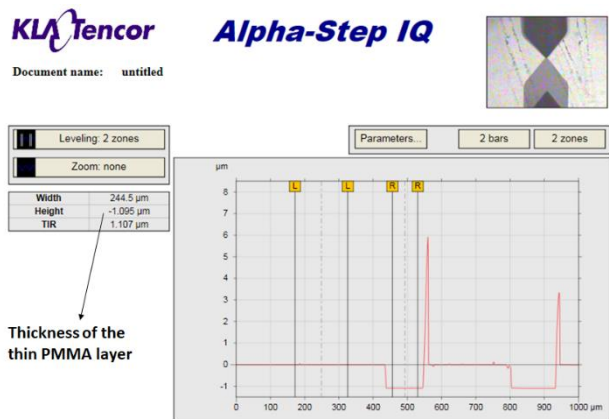 KLA Tencor
Alpha-Step IQ
Document name: untitled
Leveling: 2 zones
Parameters...
2 bars
2 zones
Zoom: none
Width 244.5 µm
Height -1.095 µm
TIR 1.107 µm
Thickness of the
thin PMMA layer
µm
L L R R
8
7
6
5
4
3
2
1
0
-1
0 100 200 300 400 500 600 700 800 900 1000 µm